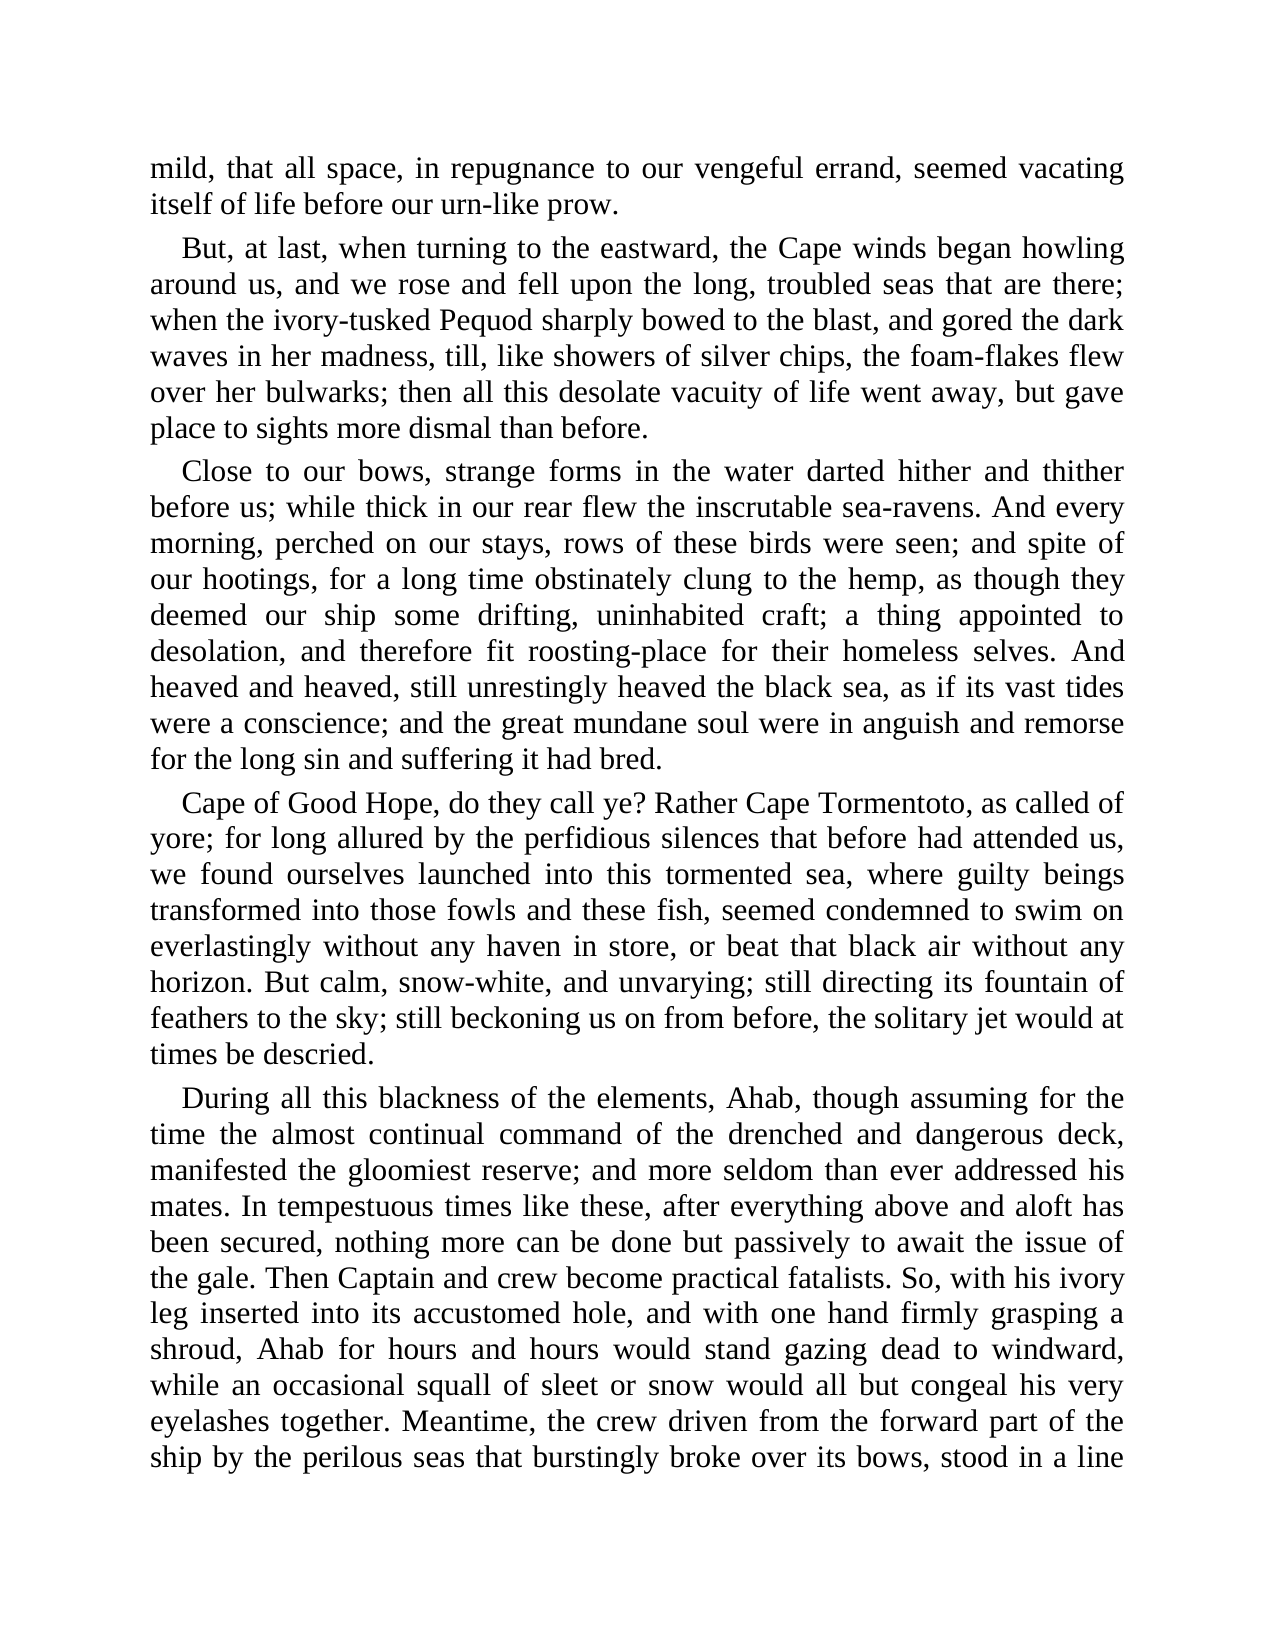 mild, that all space, in repugnance to our vengeful errand, seemed vacating
itself of life before our urn-like prow.
But, at last, when turning to the eastward, the Cape winds began howling
around us, and we rose and fell upon the long, troubled seas that are there;
when the ivory-tusked Pequod sharply bowed to the blast, and gored the dark
waves in her madness, till, like showers of silver chips, the foam-flakes flew
over her bulwarks; then all this desolate vacuity of life went away, but gave
place to sights more dismal than before.
Close to our bows, strange forms in the water darted hither and thither
before us; while thick in our rear flew the inscrutable sea-ravens. And every
morning, perched on our stays, rows of these birds were seen; and spite of
our hootings, for a long time obstinately clung to the hemp, as though they
deemed our ship some drifting, uninhabited craft; a thing appointed to
desolation, and therefore fit roosting-place for their homeless selves. And
heaved and heaved, still unrestingly heaved the black sea, as if its vast tides
were a conscience; and the great mundane soul were in anguish and remorse
for the long sin and suffering it had bred.
Cape of Good Hope, do they call ye? Rather Cape Tormentoto, as called of
yore; for long allured by the perfidious silences that before had attended us,
we found ourselves launched into this tormented sea, where guilty beings
transformed into those fowls and these fish, seemed condemned to swim on
everlastingly without any haven in store, or beat that black air without any
horizon. But calm, snow-white, and unvarying; still directing its fountain of
feathers to the sky; still beckoning us on from before, the solitary jet would at
times be descried.
During all this blackness of the elements, Ahab, though assuming for the
time the almost continual command of the drenched and dangerous deck,
manifested the gloomiest reserve; and more seldom than ever addressed his
mates. In tempestuous times like these, after everything above and aloft has
been secured, nothing more can be done but passively to await the issue of
the gale. Then Captain and crew become practical fatalists. So, with his ivory
leg inserted into its accustomed hole, and with one hand firmly grasping a
shroud, Ahab for hours and hours would stand gazing dead to windward,
while an occasional squall of sleet or snow would all but congeal his very
eyelashes together. Meantime, the crew driven from the forward part of the
ship by the perilous seas that burstingly broke over its bows, stood in a line